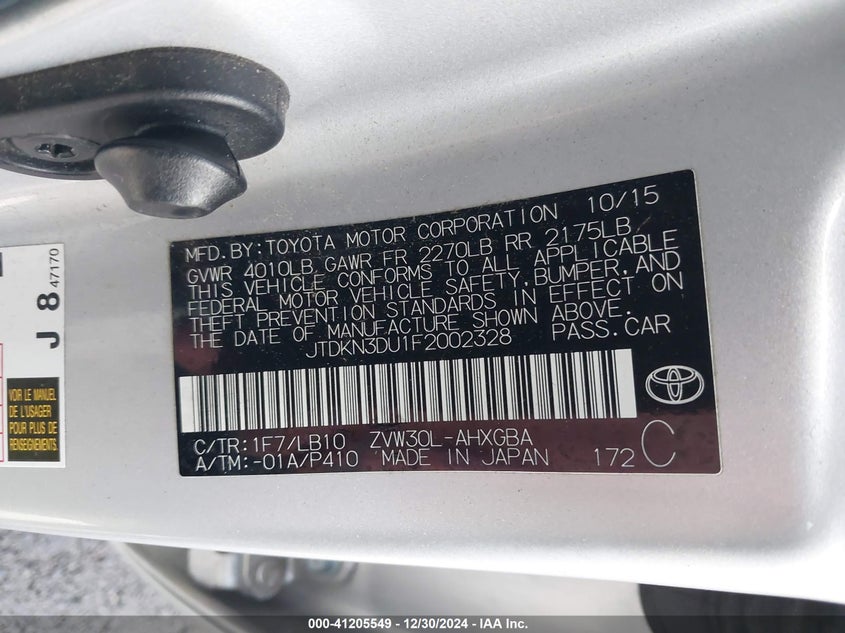 MFD. BY: TOYOTA MOTOR CORPORATION 10/15
GVWR 4010LB GAWR FR 2270LB RR 2175LB
THIS VEHICLE CONFORMS TO ALL APPLICABLE
FEDERAL MOTOR VEHICLE SAFETY, BUMPER, AND
THEFT PREVENTION STANDARDS IN EFFECT ON
THE DATE OF MANUFACTURE SHOWN ABOVE.
JTDKN3DU1F2002328 PASS. CAR
C/TR: 1F7/LB10 ZVW30L-AHXGBA
A/TM: -01A/P410 MADE IN JAPAN 172 C
J 8 47170
VOIR LE MANUEL
DE L'USAGER
POUR PLUS DE
RENSEIGNEMENTS
000-41205549 - 12/30/2024 - IAA Inc.